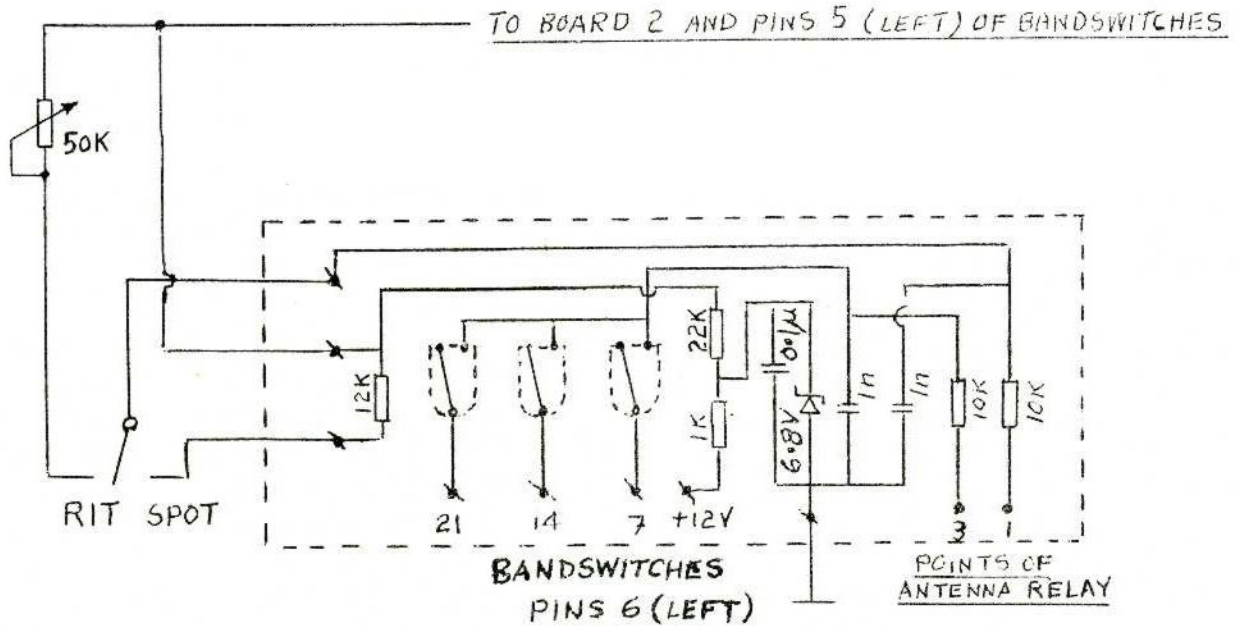 TO BOARD 2 AND PINS 5 (LEFT) OF BANDSWITCHES
50K
22K
0.1µ
12K
1K
6.8V
1n
1n
10K
10K
RIT SPOT
21
14
7
+12V
3
1
BANDSWITCHES
PINS 6 (LEFT)
POINTS OF
ANTENNA RELAY